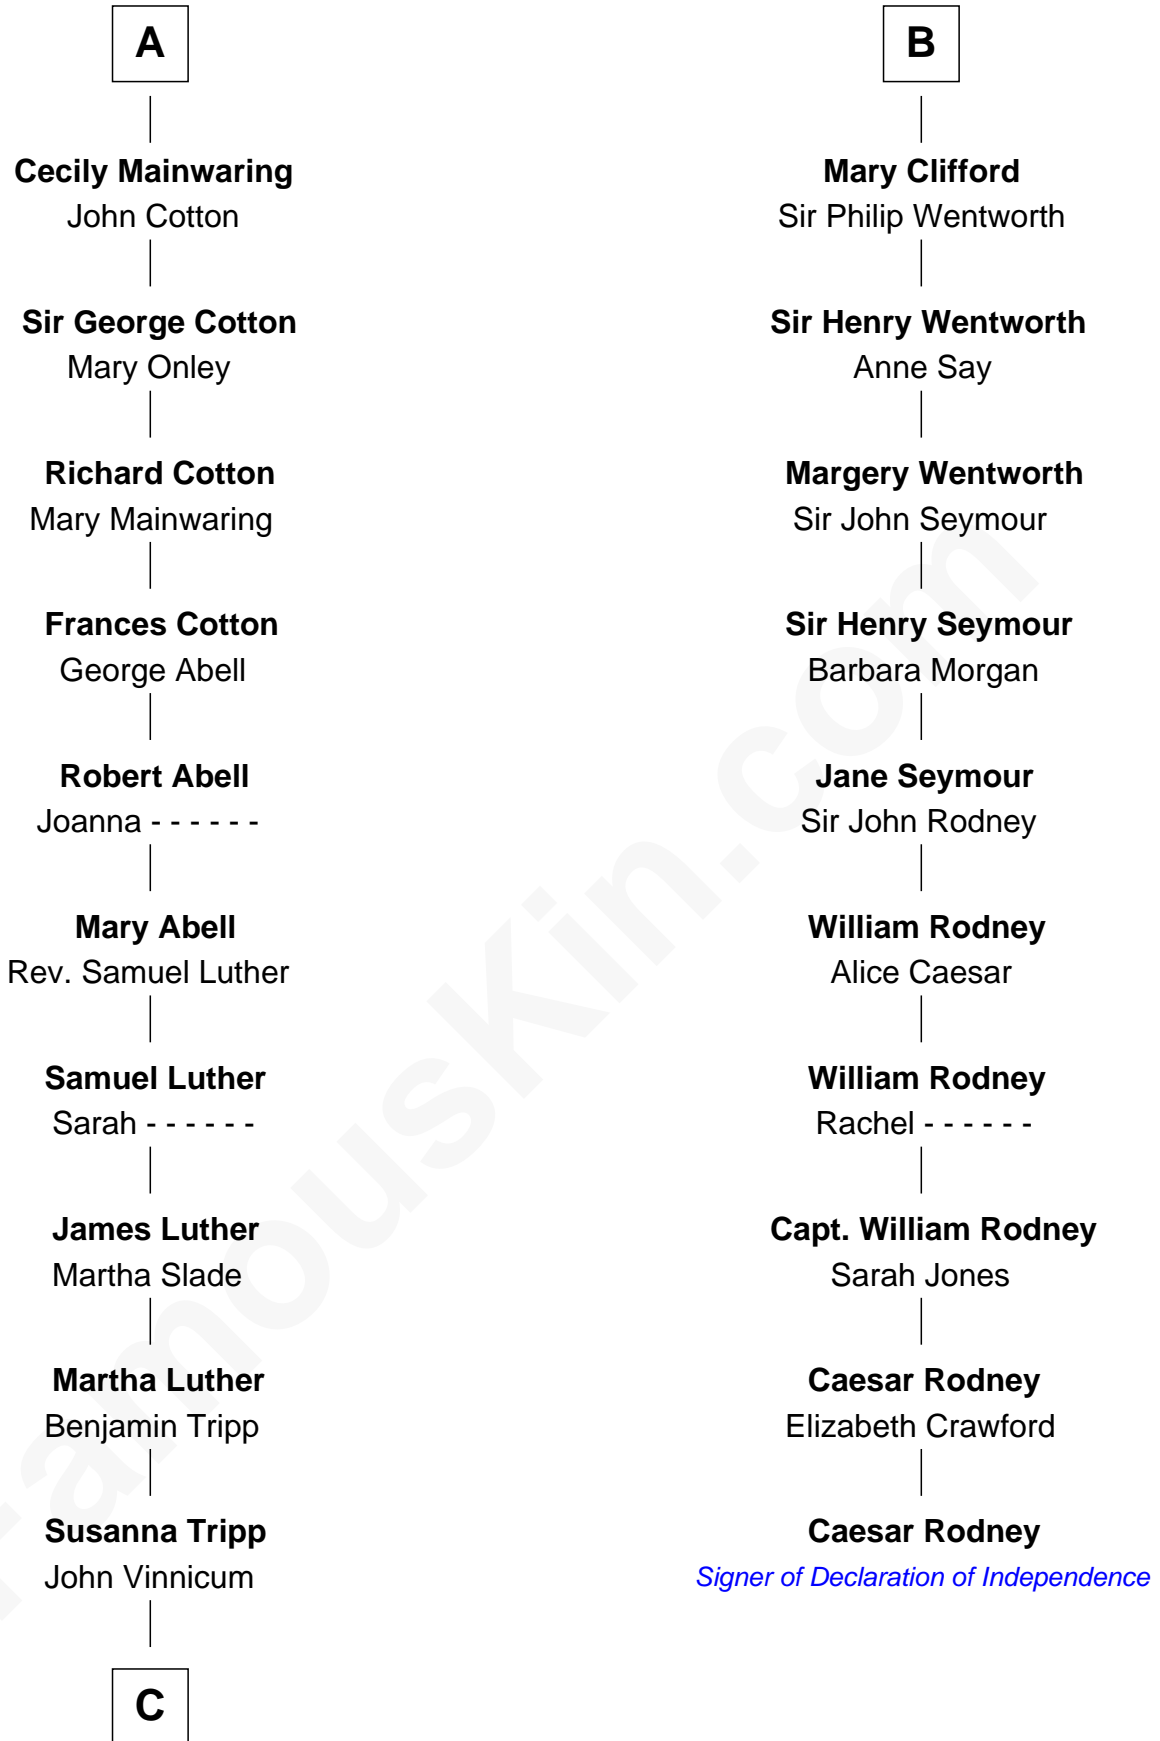 A
Cecily Mainwaring
John Cotton
Sir George Cotton
Mary Onley
Richard Cotton
Mary Mainwaring
Frances Cotton
George Abell
Robert Abell
Joanna - - - - - -
Mary Abell
Rev. Samuel Luther
Samuel Luther
Sarah - - - - - -
James Luther
Martha Slade
Martha Luther
Benjamin Tripp
Susanna Tripp
John Vinnicum
C
B
Mary Clifford
Sir Philip Wentworth
Sir Henry Wentworth
Anne Say
Margery Wentworth
Sir John Seymour
Sir Henry Seymour
Barbara Morgan
Jane Seymour
Sir John Rodney
William Rodney
Alice Caesar
William Rodney
Rachel - - - - - -
Capt. William Rodney
Sarah Jones
Caesar Rodney
Elizabeth Crawford
Caesar Rodney
Signer of Declaration of Independence
FamousKin.com